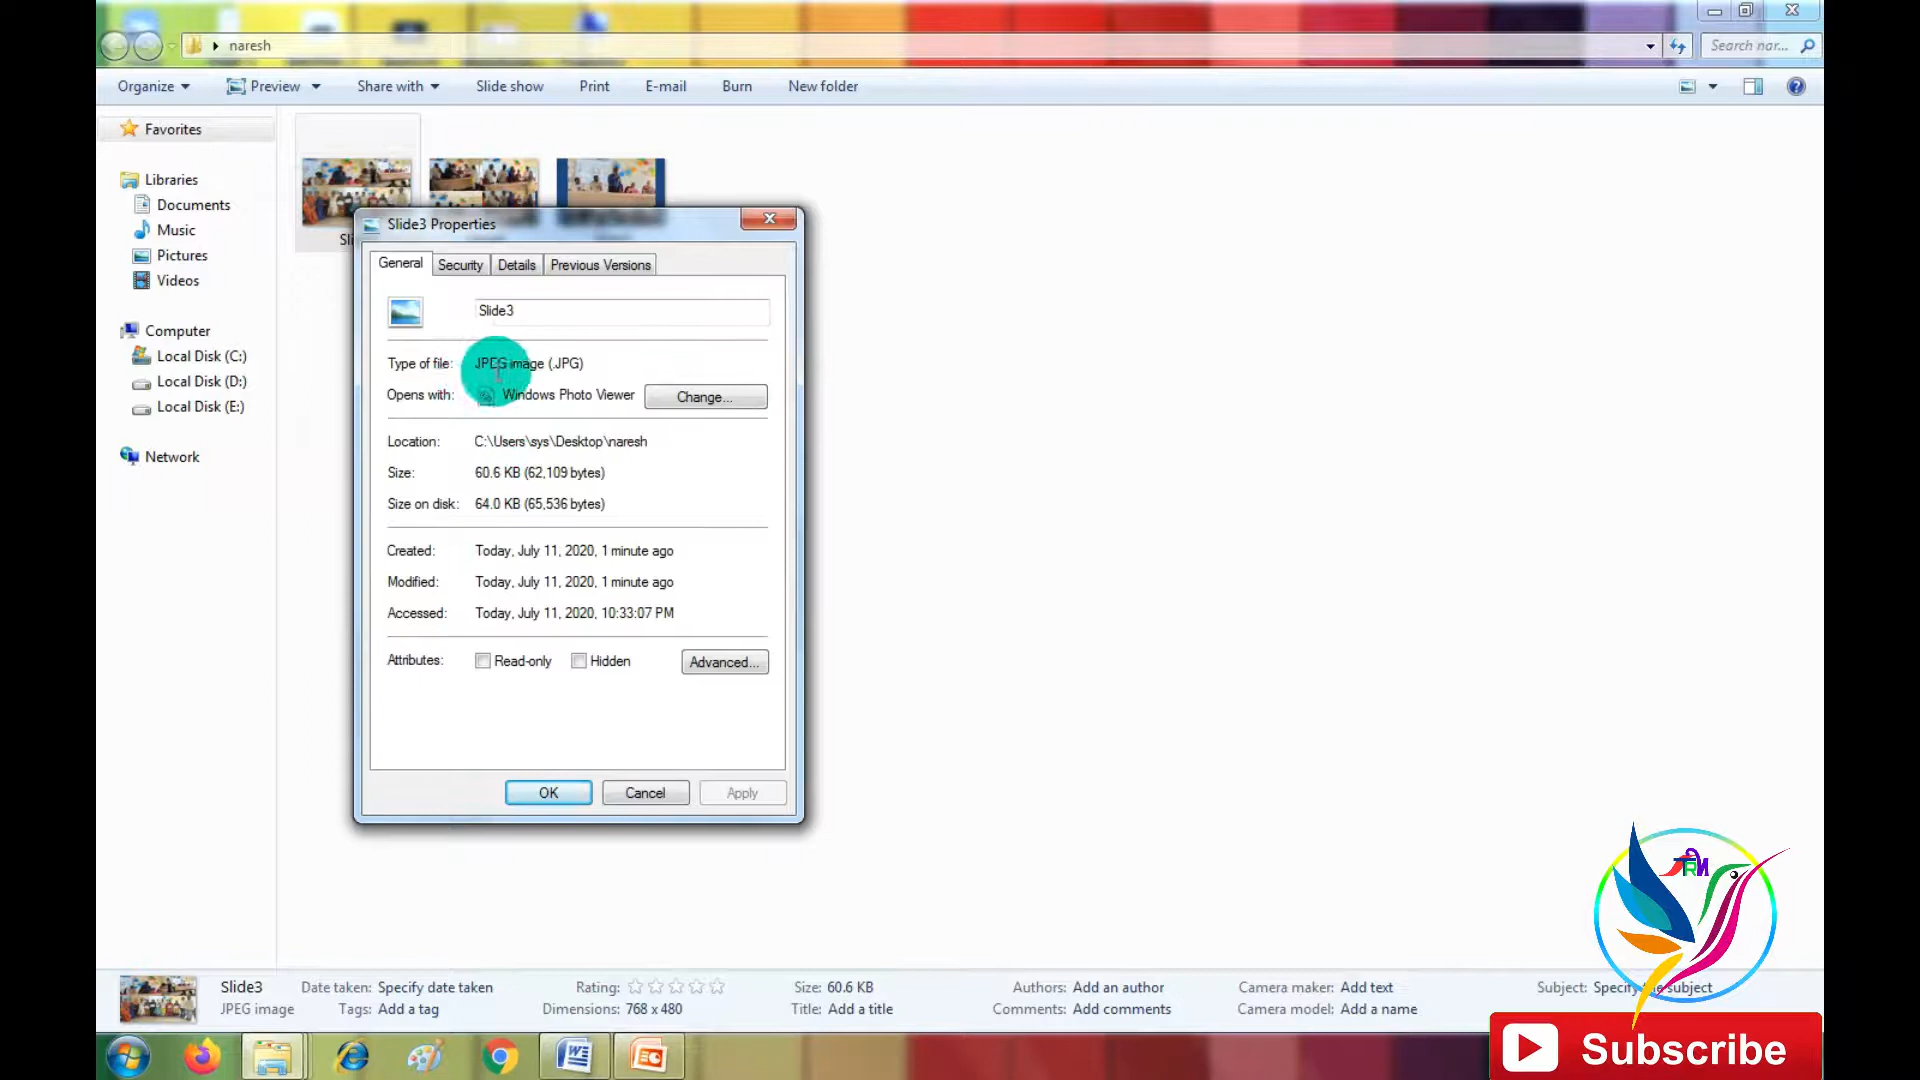 naresh
Search nar...
Organize
Preview
Share with
Slide show
Print
E-mail
Burn
New folder
Favorites
Libraries
Documents
Music
Pictures
Videos
Computer
Local Disk (C:)
Local Disk (D:)
Local Disk (E:)
Network
Sli
Slide3 Properties
General
Security
Details
Previous Versions
Slide3
Type of file: JPEG image (.JPG)
Opens with: Windows Photo Viewer
Change...
Location: C:\Users\sys\Desktop\naresh
Size: 60.6 KB (62,109 bytes)
Size on disk: 64.0 KB (65,536 bytes)
Created: Today, July 11, 2020, 1 minute ago
Modified: Today, July 11, 2020, 1 minute ago
Accessed: Today, July 11, 2020, 10:33:07 PM
Attributes: Read-only Hidden Advanced...
OK Cancel Apply
Slide3 Date taken: Specify date taken Rating: Size: 60.6 KB Authors: Add an author Camera maker: Add text Subject: subject
JPEG image Tags: Add a tag Dimensions: 768 x 480 Title: Add a title Comments: Add comments Camera model: Add a name
Subscribe